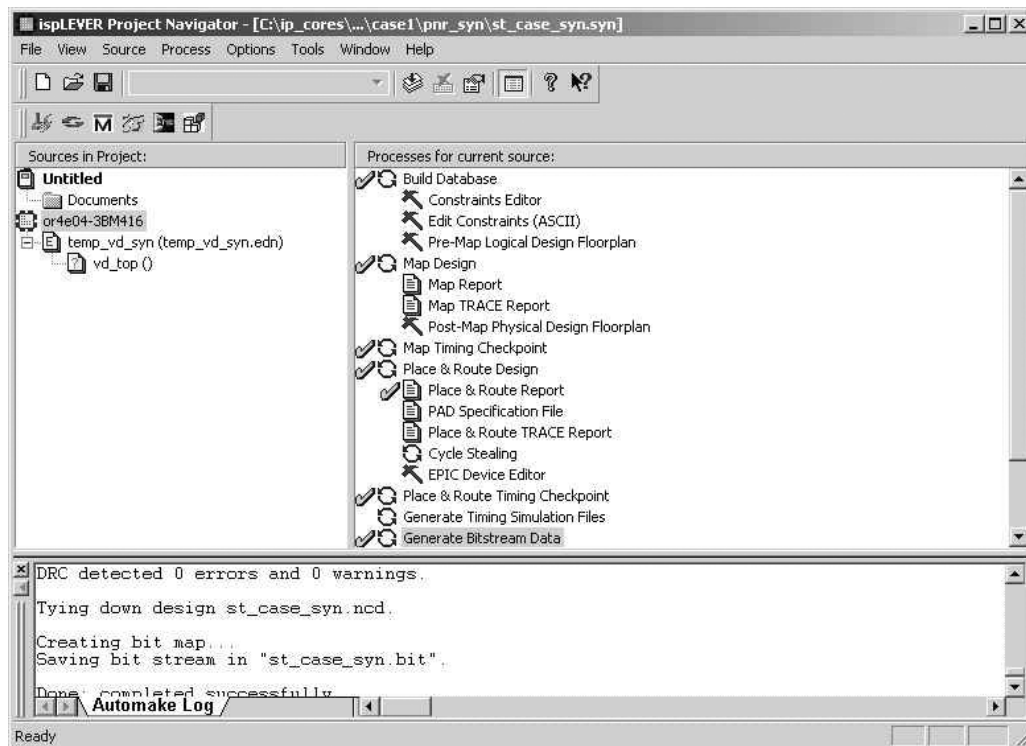 ispLEVER Project Navigator - [C:\ip_cores\...\case1\pnr_syn\st_case_syn.syn]
File View Source Process Options Tools Window Help
Sources in Project:
Untitled
Documents
or4e04-3BM416
temp_vd_syn (temp_vd_syn.edn)
vd_top ()
Processes for current source:
Build Database
Constraints Editor
Edit Constraints (ASCII)
Pre-Map Logical Design Floorplan
Map Design
Map Report
Map TRACE Report
Post-Map Physical Design Floorplan
Map Timing Checkpoint
Place & Route Design
Place & Route Report
PAD Specification File
Place & Route TRACE Report
Cycle Stealing
EPIC Device Editor
Place & Route Timing Checkpoint
Generate Timing Simulation Files
Generate Bitstream Data
DRC detected 0 errors and 0 warnings.
Tying down design st_case_syn.ncd.
Creating bit map...
Saving bit stream in "st_case_syn.bit".
Done: completed successfully
Automake Log
Ready